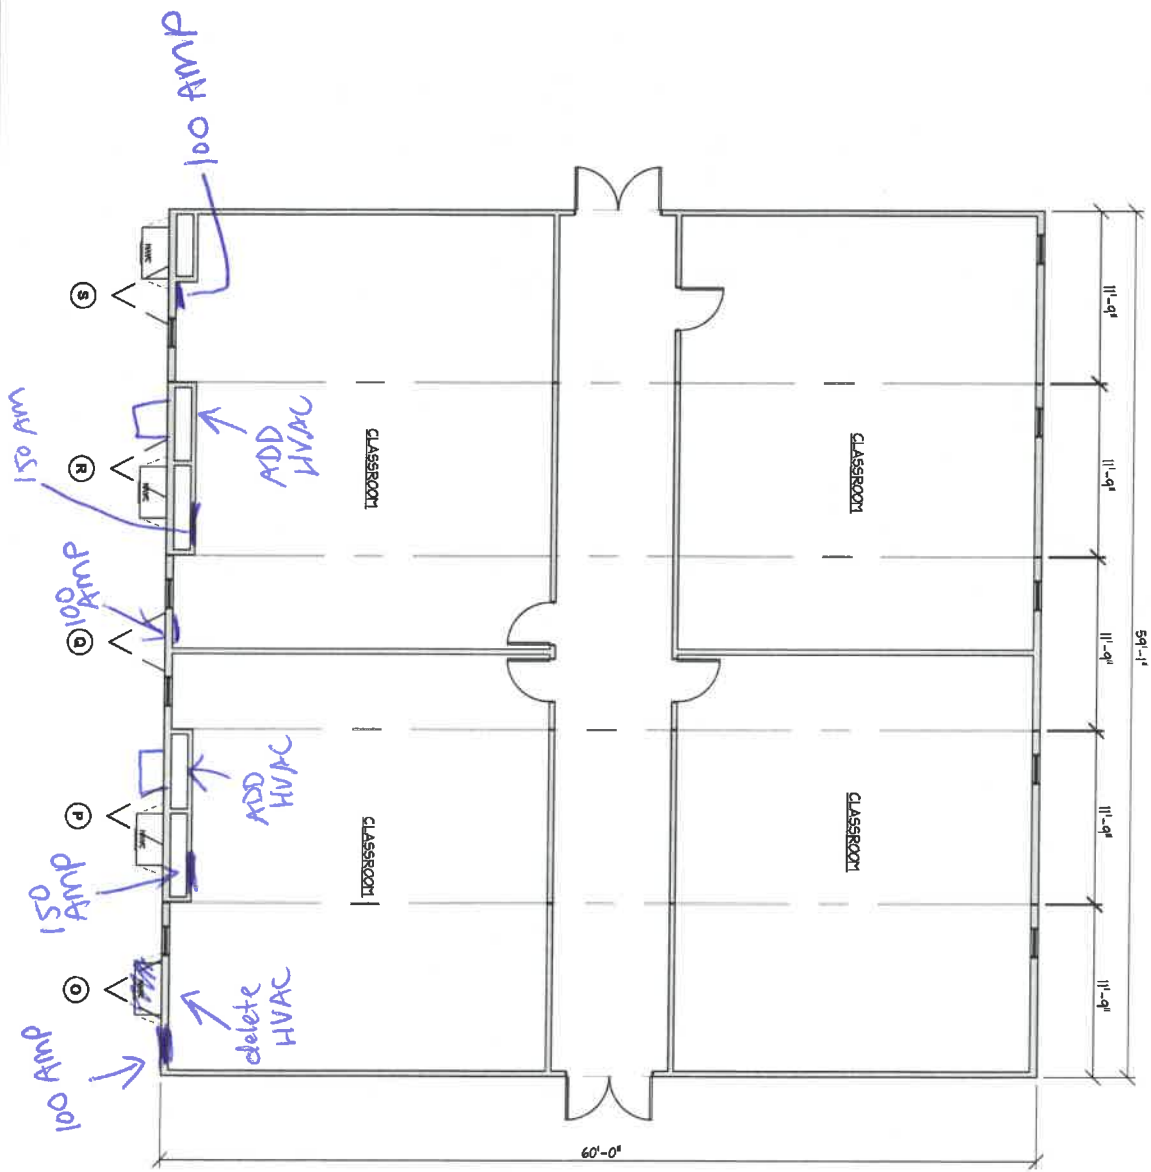 100 AMP
HVAC
S
11'-9"
ADD
HVAC
CLASSROOM
CLASSROOM
150 AM
R
HVAC
11'-9"
100
AMP
Q
11'-9"
59'-1"
ADD
HVAC
P
HVAC
CLASSROOM
CLASSROOM
11'-9"
150
AMP
O
HVAC
delete
HVAC
11'-9"
100 AMP
60'-0"